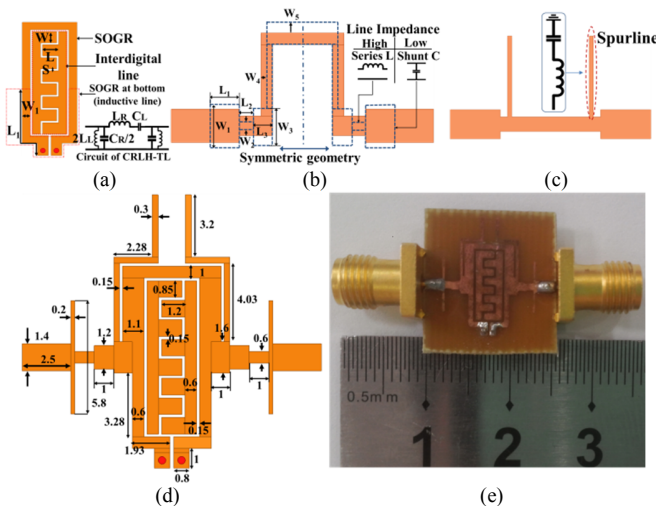 W
L
S
SOGR
Interdigital
line
SOGR at bottom
(inductive line)
L1
W1
LR CL
2LL CR/2
Circuit of CRLH-TL
(a)
W5
W4
L1
W1
L2
L3
W2
W3
Line Impedance
High Low
Series L Shunt C
Symmetric geometry
(b)
Spurline
(c)
0.3
3.2
2.28
1
0.15
0.85
4.03
0.2
1.2
1.1
1.6
0.6
1.4
1.2
0.15
2.5
1
5.8
0.6
1
3.28
0.6
0.15
1.93
1
0.8
(d)
0.5mm
1 2 3
(e)